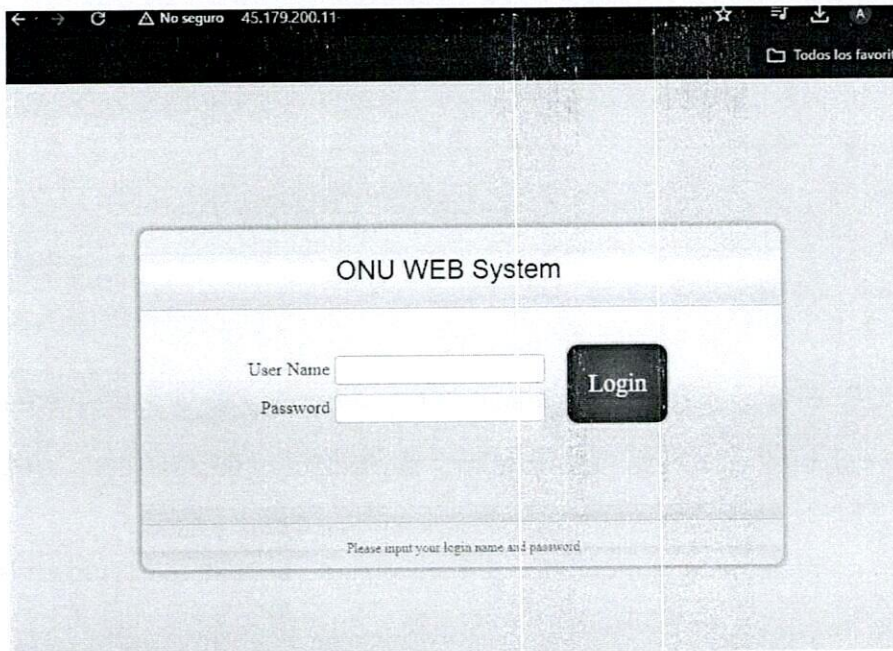 No seguro 45.179.200.11
A
Todos los favorit
ONU WEB System
User Name
Login
Password
Please input your login name and password